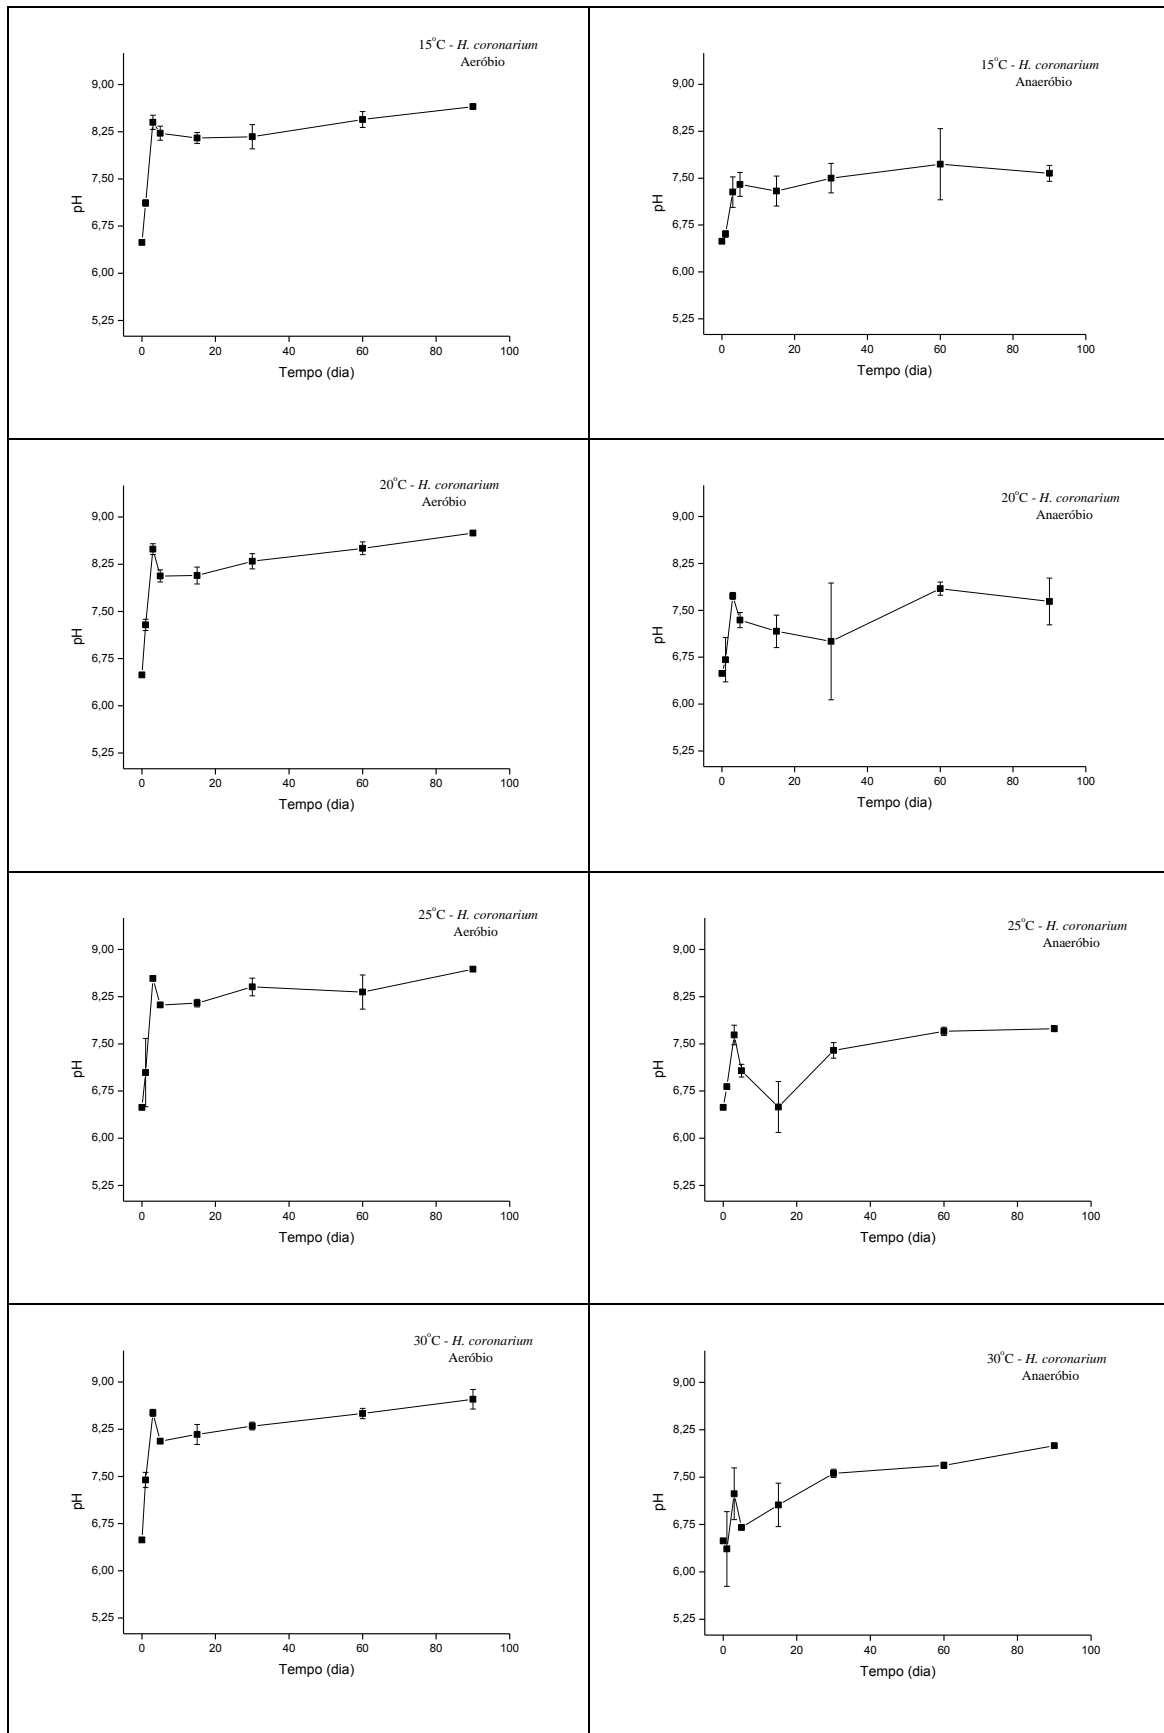 15°C - H. coronarium
Aeróbio
9,00
8,25
7,50
6,75
6,00
5,25
pH
0 20 40 60 80 100
Tempo (dia)
15°C - H. coronarium
Anaeróbio
9,00
8,25
7,50
6,75
6,00
5,25
pH
0 20 40 60 80 100
Tempo (dia)
20°C - H. coronarium
Aeróbio
9,00
8,25
7,50
6,75
6,00
5,25
pH
0 20 40 60 80 100
Tempo (dia)
20°C - H. coronarium
Anaeróbio
9,00
8,25
7,50
6,75
6,00
5,25
pH
0 20 40 60 80 100
Tempo (dia)
25°C - H. coronarium
Aeróbio
9,00
8,25
7,50
6,75
6,00
5,25
pH
0 20 40 60 80 100
Tempo (dia)
25°C - H. coronarium
Anaeróbio
9,00
8,25
7,50
6,75
6,00
5,25
pH
0 20 40 60 80 100
Tempo (dia)
30°C - H. coronarium
Aeróbio
9,00
8,25
7,50
6,75
6,00
5,25
pH
0 20 40 60 80 100
Tempo (dia)
30°C - H. coronarium
Anaeróbio
9,00
8,25
7,50
6,75
6,00
5,25
pH
0 20 40 60 80 100
Tempo (dia)